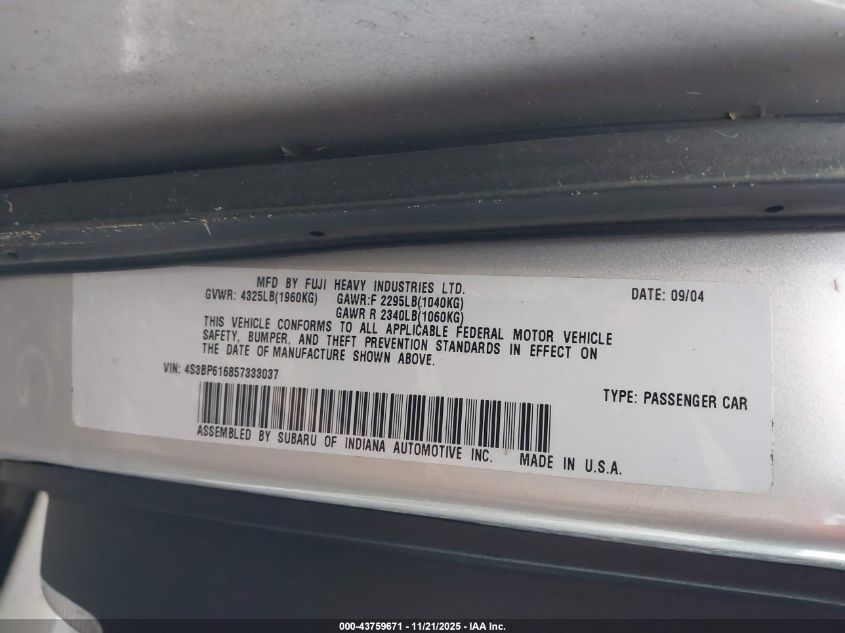 MFD BY FUJI HEAVY INDUSTRIES LTD.
GVWR: 4325LB(1960KG) GAWR:F 2295LB(1040KG)
GAWR R 2340LB(1060KG)
DATE: 09/04
THIS VEHICLE CONFORMS TO ALL APPLICABLE FEDERAL MOTOR VEHICLE
SAFETY, BUMPER, AND THEFT PREVENTION STANDARDS IN EFFECT ON
THE DATE OF MANUFACTURE SHOWN ABOVE.
VIN: 4S3BP616857333037
TYPE: PASSENGER CAR
ASSEMBLED BY SUBARU OF INDIANA AUTOMOTIVE INC. MADE IN U.S.A.
000-43759671 - 11/21/2025 - IAA Inc.